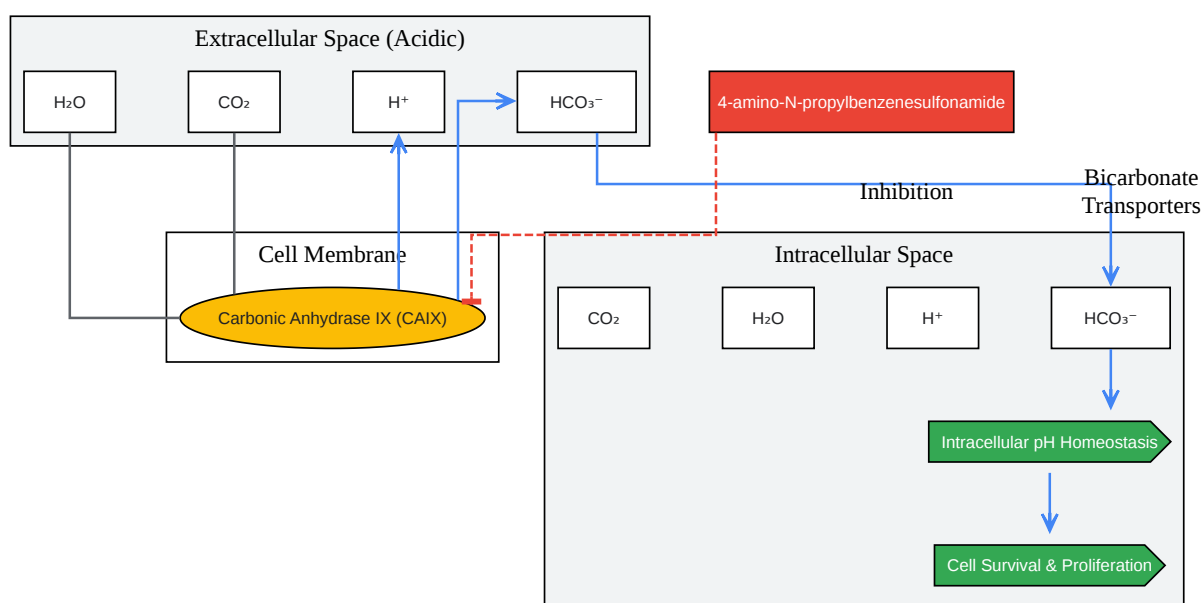 Extracellular Space (Acidic)
H₂O
CO₂
H⁺
HCO₃⁻
4-amino-N-propylbenzenesulfonamide
Inhibition
Bicarbonate
Transporters
Cell Membrane
Carbonic Anhydrase IX (CAIX)
Intracellular Space
CO₂
H₂O
H⁺
HCO₃⁻
Intracellular pH Homeostasis
Cell Survival & Proliferation